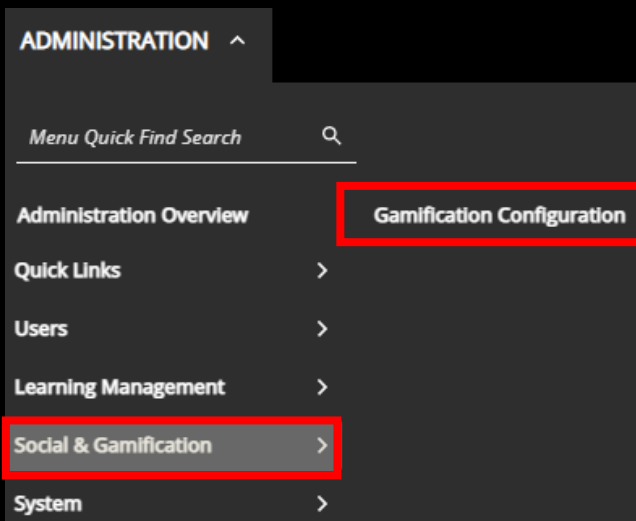 ADMINISTRATION
Menu Quick Find Search
Administration Overview
Gamification Configuration
Quick Links
Users
Learning Management
Social & Gamification
System